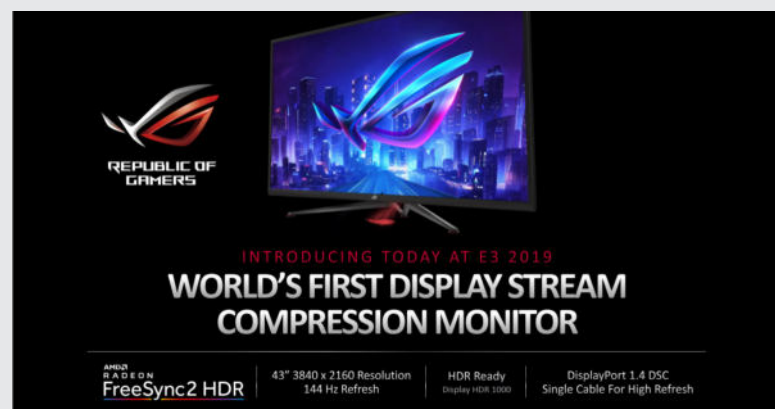 REPUBLIC OF
GAMERS
INTRODUCING TODAY AT E3 2019
WORLD'S FIRST DISPLAY STREAM
COMPRESSION MONITOR
AMD
RADEON
FreeSync2 HDR
43" 3840 x 2160 Resolution
144 Hz Refresh
HDR Ready
Display HDR 1000
DisplayPort 1.4 DSC
Single Cable For High Refresh